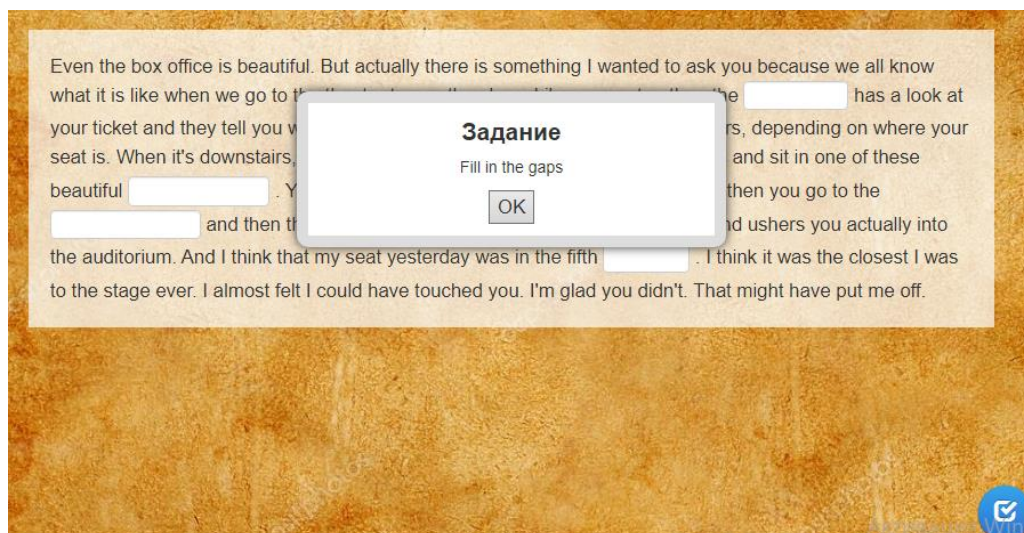 Even the box office is beautiful. But actually there is something I wanted to ask you because we all know
what it is like when we go to the has a look at
your ticket and they tell you depending on where your
seat is. When it's downstairs, and sit in one of these
beautiful . then you go to the
and then ushers you actually into
the auditorium. And I think that my seat yesterday was in the fifth . I think it was the closest I was
to the stage ever. I almost felt I could have touched you. I'm glad you didn't. That might have put me off.
Задание
Fill in the gaps
OK